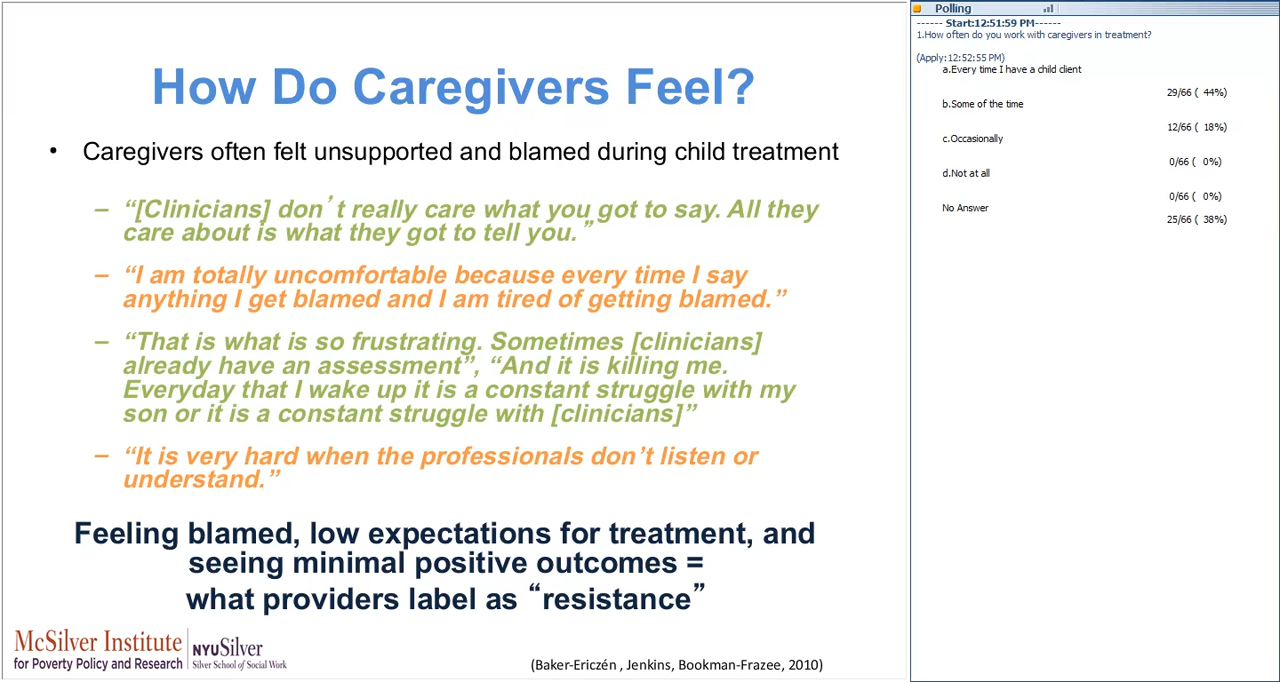 How Do Caregivers Feel?
• Caregivers often felt unsupported and blamed during child treatment
– “[Clinicians] don’t really care what you got to say. All they
care about is what they got to tell you.”
– “I am totally uncomfortable because every time I say
anything I get blamed and I am tired of getting blamed.”
– “That is what is so frustrating. Sometimes [clinicians]
already have an assessment”, “And it is killing me.
Everyday that I wake up it is a constant struggle with my
son or it is a constant struggle with [clinicians]”
– “It is very hard when the professionals don’t listen or
understand.”
Feeling blamed, low expectations for treatment, and
seeing minimal positive outcomes =
what providers label as “resistance”
McSilver Institute
for Poverty Policy and Research
NYUSilver
Silver School of Social Work
(Baker-Ericzén , Jenkins, Bookman-Frazee, 2010)
Polling
------ Start:12:51:59 PM------
1.How often do you work with caregivers in treatment?
(Apply:12:52:55 PM)
a.Every time I have a child client
29/66 ( 44%)
b.Some of the time
12/66 ( 18%)
c.Occasionally
0/66 ( 0%)
d.Not at all
0/66 ( 0%)
No Answer
25/66 ( 38%)